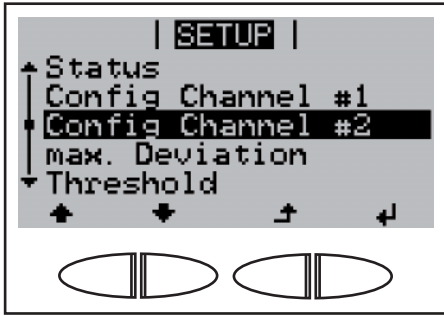 SETUP
Status
Config Channel #1
Config Channel #2
max. Deviation
Threshold